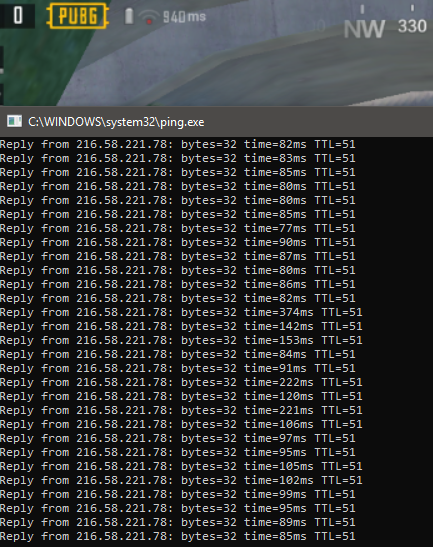 0 PUBG 940 ms NW 330
C:\WINDOWS\system32\ping.exe
Reply from 216.58.221.78: bytes=32 time=82ms TTL=51
Reply from 216.58.221.78: bytes=32 time=83ms TTL=51
Reply from 216.58.221.78: bytes=32 time=85ms TTL=51
Reply from 216.58.221.78: bytes=32 time=80ms TTL=51
Reply from 216.58.221.78: bytes=32 time=80ms TTL=51
Reply from 216.58.221.78: bytes=32 time=85ms TTL=51
Reply from 216.58.221.78: bytes=32 time=77ms TTL=51
Reply from 216.58.221.78: bytes=32 time=90ms TTL=51
Reply from 216.58.221.78: bytes=32 time=87ms TTL=51
Reply from 216.58.221.78: bytes=32 time=80ms TTL=51
Reply from 216.58.221.78: bytes=32 time=86ms TTL=51
Reply from 216.58.221.78: bytes=32 time=82ms TTL=51
Reply from 216.58.221.78: bytes=32 time=374ms TTL=51
Reply from 216.58.221.78: bytes=32 time=142ms TTL=51
Reply from 216.58.221.78: bytes=32 time=153ms TTL=51
Reply from 216.58.221.78: bytes=32 time=84ms TTL=51
Reply from 216.58.221.78: bytes=32 time=91ms TTL=51
Reply from 216.58.221.78: bytes=32 time=222ms TTL=51
Reply from 216.58.221.78: bytes=32 time=120ms TTL=51
Reply from 216.58.221.78: bytes=32 time=221ms TTL=51
Reply from 216.58.221.78: bytes=32 time=106ms TTL=51
Reply from 216.58.221.78: bytes=32 time=97ms TTL=51
Reply from 216.58.221.78: bytes=32 time=95ms TTL=51
Reply from 216.58.221.78: bytes=32 time=105ms TTL=51
Reply from 216.58.221.78: bytes=32 time=102ms TTL=51
Reply from 216.58.221.78: bytes=32 time=99ms TTL=51
Reply from 216.58.221.78: bytes=32 time=95ms TTL=51
Reply from 216.58.221.78: bytes=32 time=89ms TTL=51
Reply from 216.58.221.78: bytes=32 time=85ms TTL=51